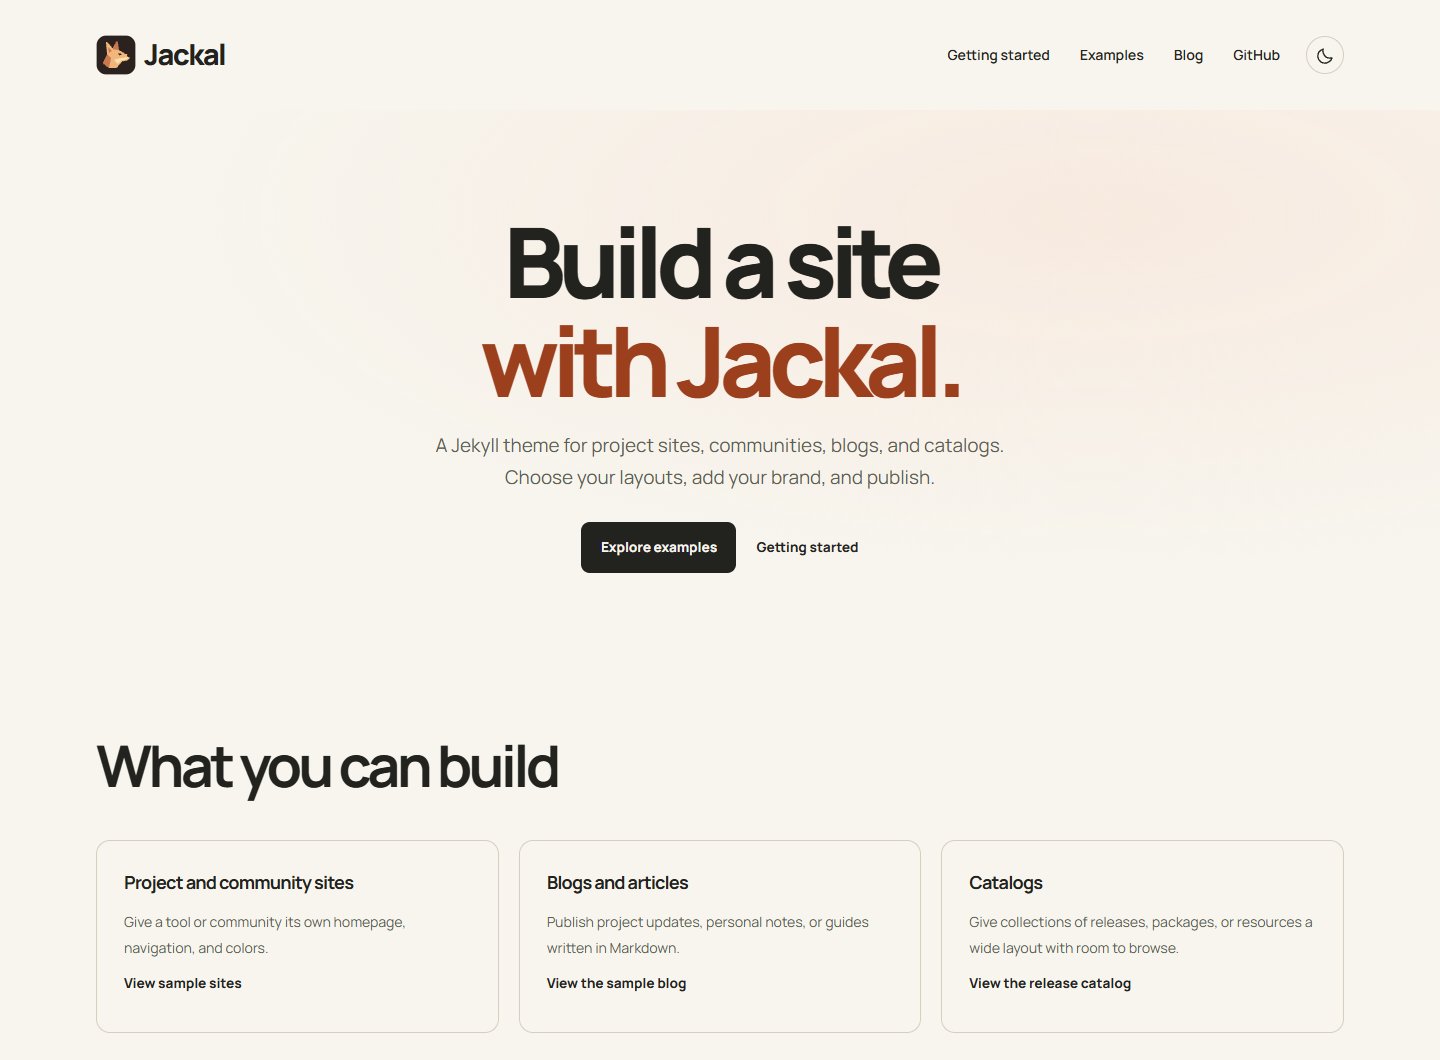 Jackal
Getting started
Examples
Blog
GitHub
Build a site
with Jackal.
A Jekyll theme for project sites, communities, blogs, and catalogs.
Choose your layouts, add your brand, and publish.
Explore examples
Getting started
What you can build
Project and community sites
Give a tool or community its own homepage,
navigation, and colors.
View sample sites
Blogs and articles
Publish project updates, personal notes, or guides
written in Markdown.
View the sample blog
Catalogs
Give collections of releases, packages, or resources a
wide layout with room to browse.
View the release catalog